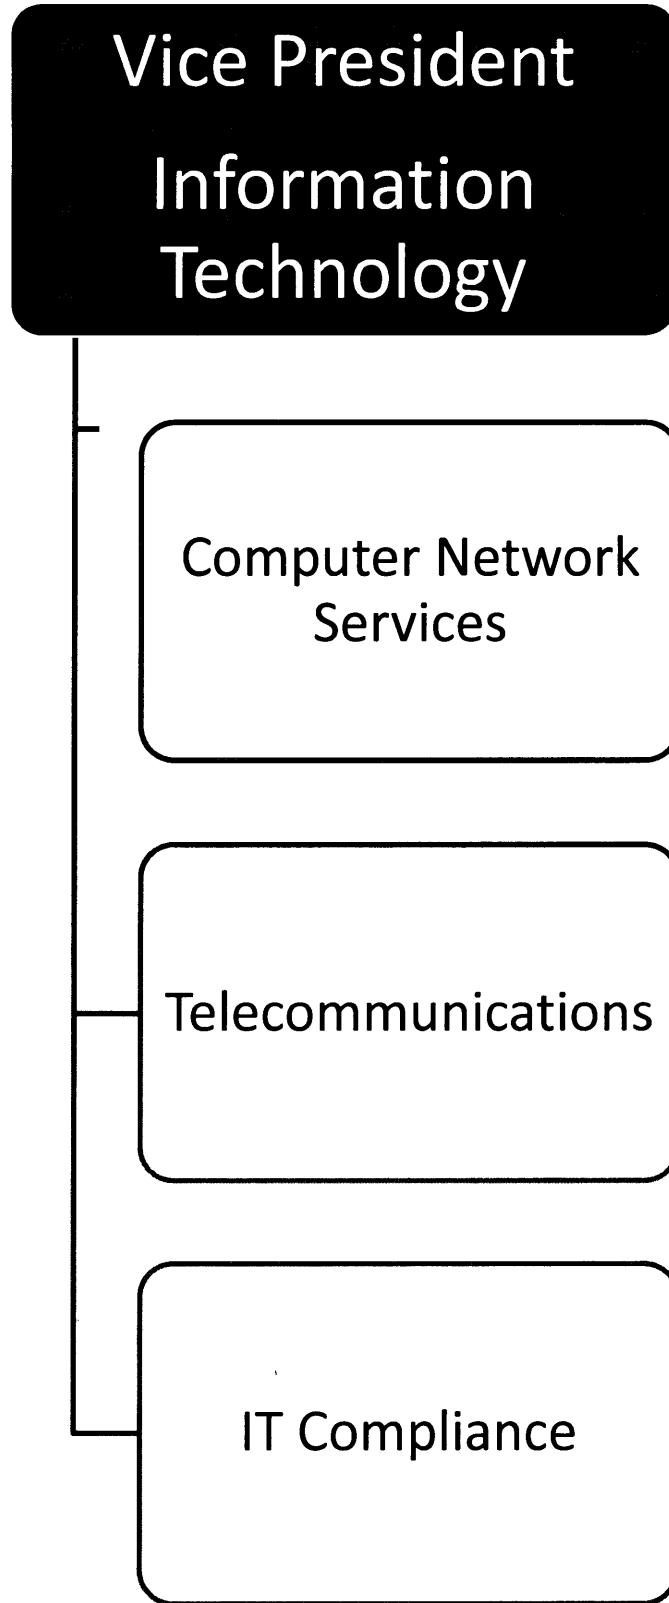 Vice President
Information
Technology
Computer Network
Services
Telecommunications
IT Compliance